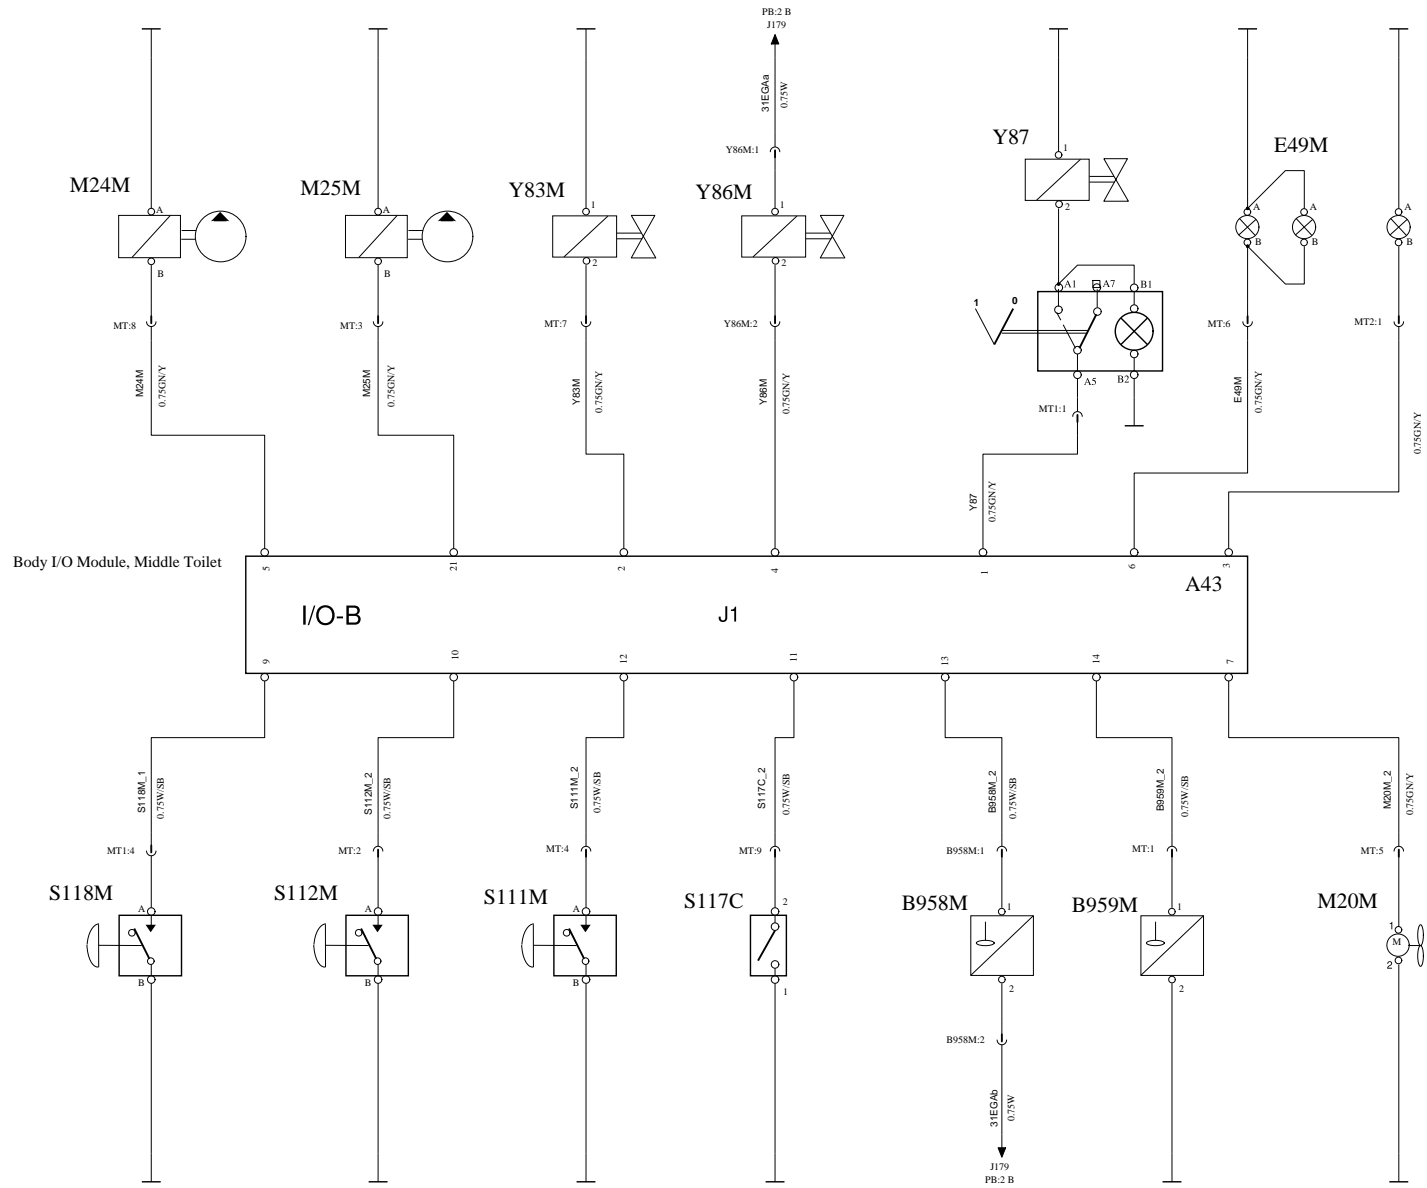 PB:2 B
J179
31EGAa
0.75W
Y86M:1
M24M
M25M
Y83M
Y86M
Y87
E49M
A
B
A
B
1
2
1
2
1
2
A
B
A
B
A
B
1
0
A1
A7
B1
A5
B2
MT:8
MT:3
MT:7
Y86M:2
MT1:1
MT:6
MT2:1
M24M
0.75GN/Y
M25M
0.75GN/Y
Y83M
0.75GN/Y
Y86M
0.75GN/Y
Y87
0.75GN/Y
E49M
0.75GN/Y
0.75GN/Y
Body I/O Module, Middle Toilet
5
21
2
4
1
6
3
A43
I/O-B
J1
9
10
12
11
13
14
7
S118M_1
0.75W/SB
S112M_2
0.75W/SB
S111M_2
0.75W/SB
S117C_2
0.75W/SB
B958M_2
0.75W/SB
B959M_2
0.75W/SB
M20M_2
0.75GN/Y
MT1:4
MT:2
MT:4
MT:9
B958M:1
MT:1
MT:5
S118M
S112M
S111M
S117C
B958M
B959M
M20M
A
B
A
B
A
B
2
1
1
2
1
2
1
M
2
B958M:2
31EGAb
0.75W
J179
PB:2 B